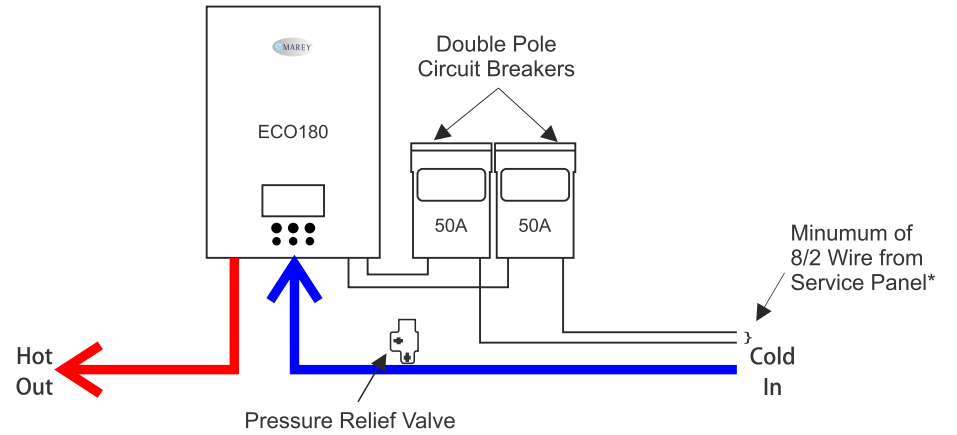 MAREY
Double Pole
Circuit Breakers
ECO180
50A
50A
Minumum of
8/2 Wire from
Service Panel*
Hot
Out
Cold
In
Pressure Relief Valve